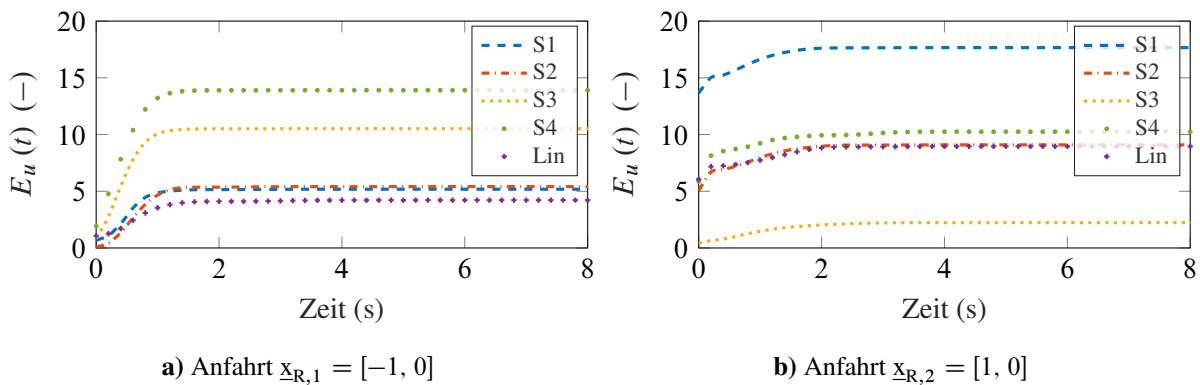 20
15
10
5
0
E_u (t) (−)
S1
S2
S3
S4
Lin
0 2 4 6 8
Zeit (s)
a) Anfahrt x_R,1 = [−1, 0]
20
15
10
5
0
E_u (t) (−)
S1
S2
S3
S4
Lin
0 2 4 6 8
Zeit (s)
b) Anfahrt x_R,2 = [1, 0]